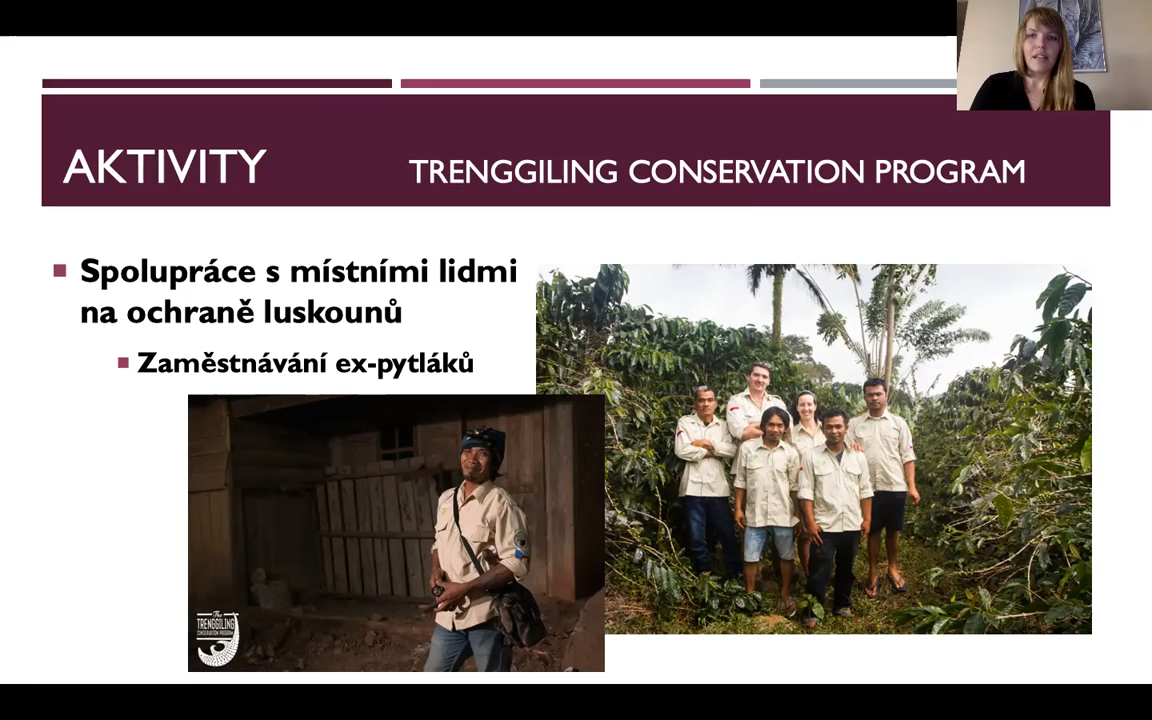 AKTIVITY
TRENGGILING CONSERVATION PROGRAM
Spolupráce s místními lidmi
na ochraně luskounů
Zaměstnávání ex-pytláků
The
TRENGGILING
CONSERVATION PROGRAM